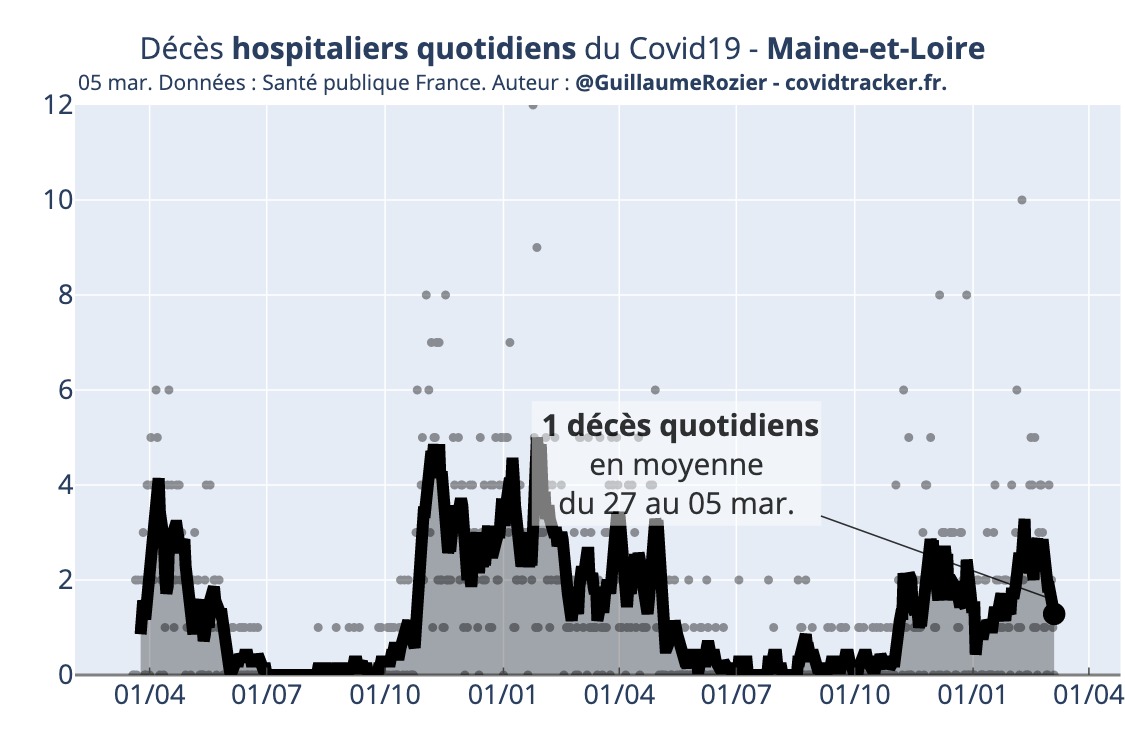 Décès hospitaliers quotidiens du Covid19 - Maine-et-Loire
05 mar. Données : Santé publique France. Auteur : @GuillaumeRozier - covidtracker.fr.
12
10
8
6
4
2
0
1 décès quotidiens
en moyenne
du 27 au 05 mar.
01/04 01/07 01/10 01/01 01/04 01/07 01/10 01/01 01/04